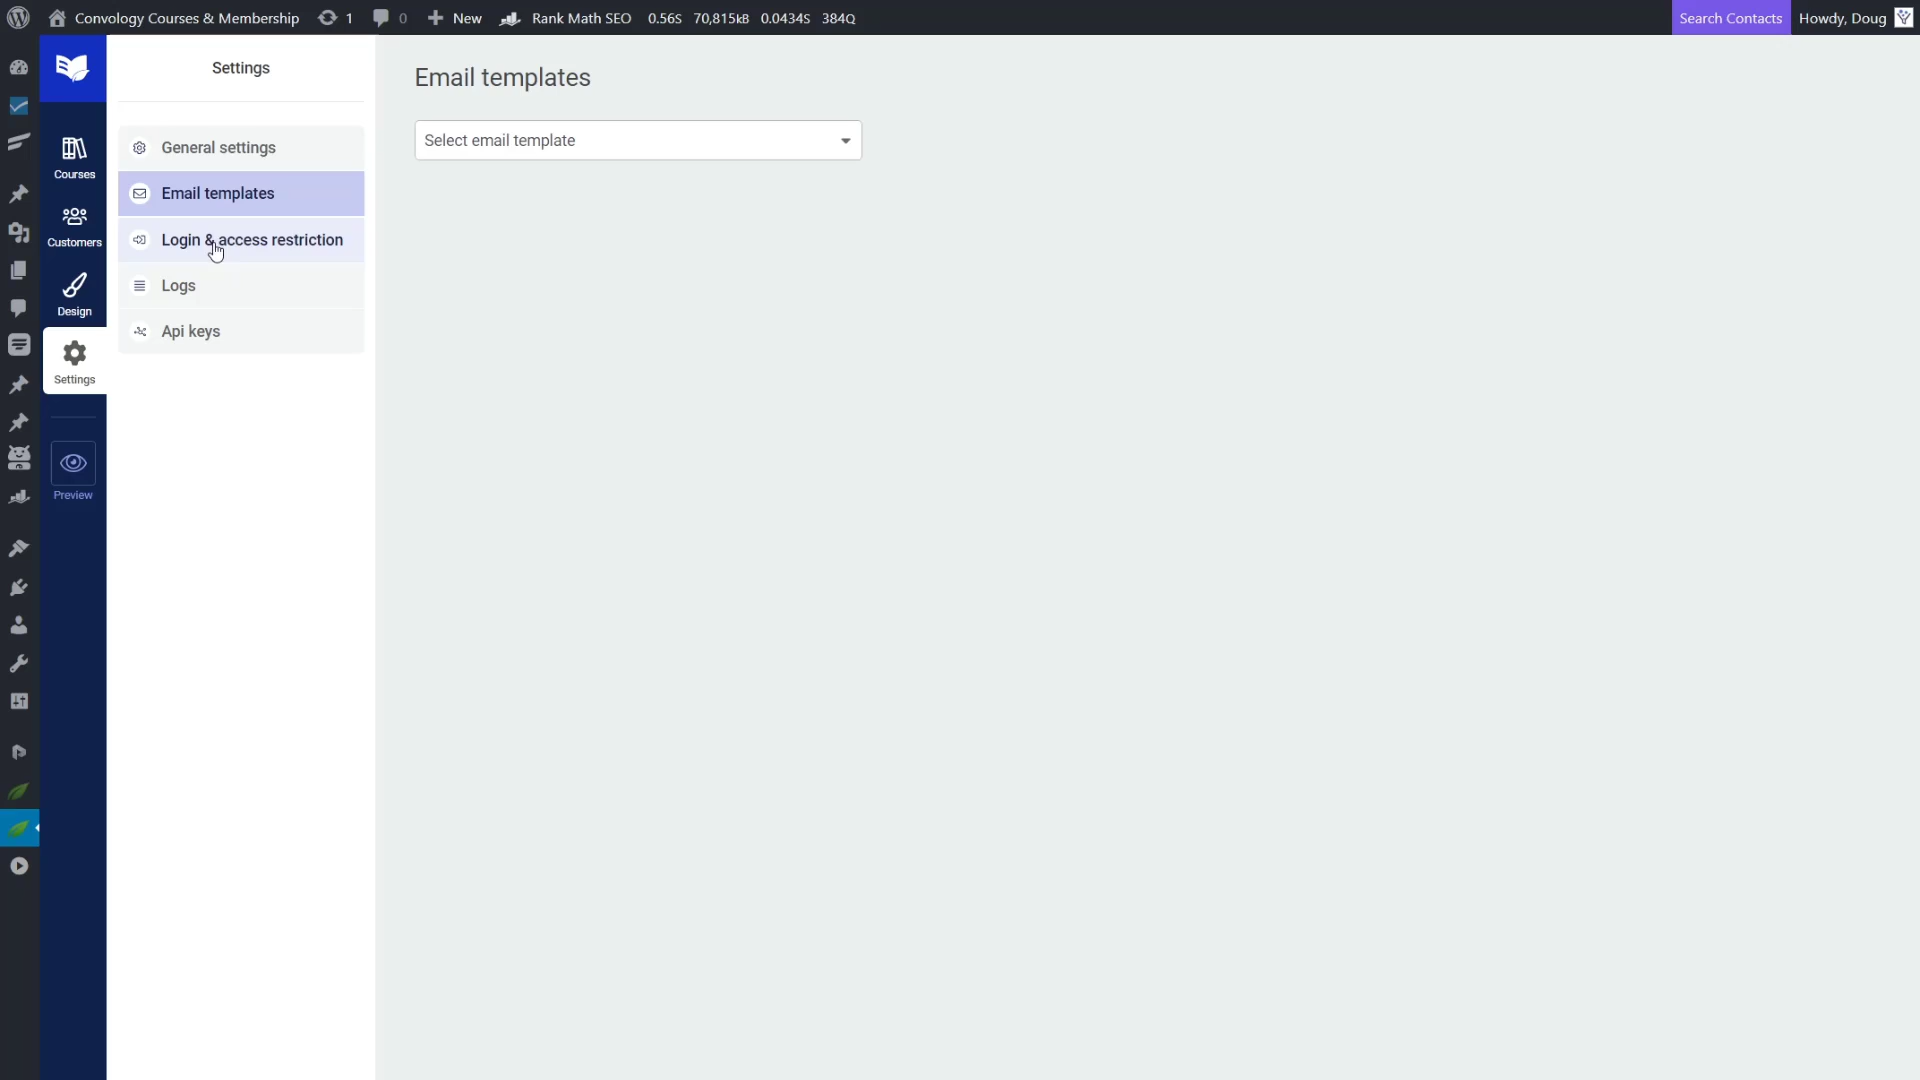 Convology Courses & Membership 1 0 New Rank Math SEO 0.56s 70,815kB 0.0434s 384Q Search Contacts Howdy, Doug
Courses
Customers
Design
Settings
Preview
Settings
General settings
Email templates
Login & access restriction
Logs
Api keys
Email templates
Select email template